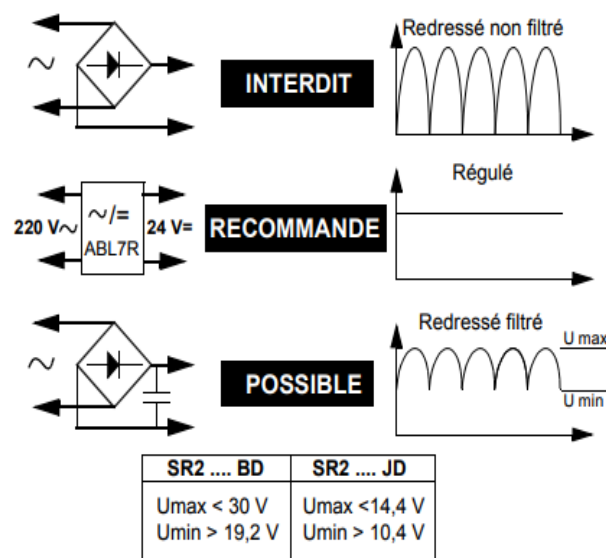 Redressé non filtré
∼
INTERDIT
Régulé
220 V∼
∼/=
ABL7R
24 V=
RECOMMANDE
Redressé filtré
∼
POSSIBLE
U max
U min
SR2 .... BD
SR2 .... JD
Umax < 30 V
Umax <14,4 V
Umin > 19,2 V
Umin > 10,4 V